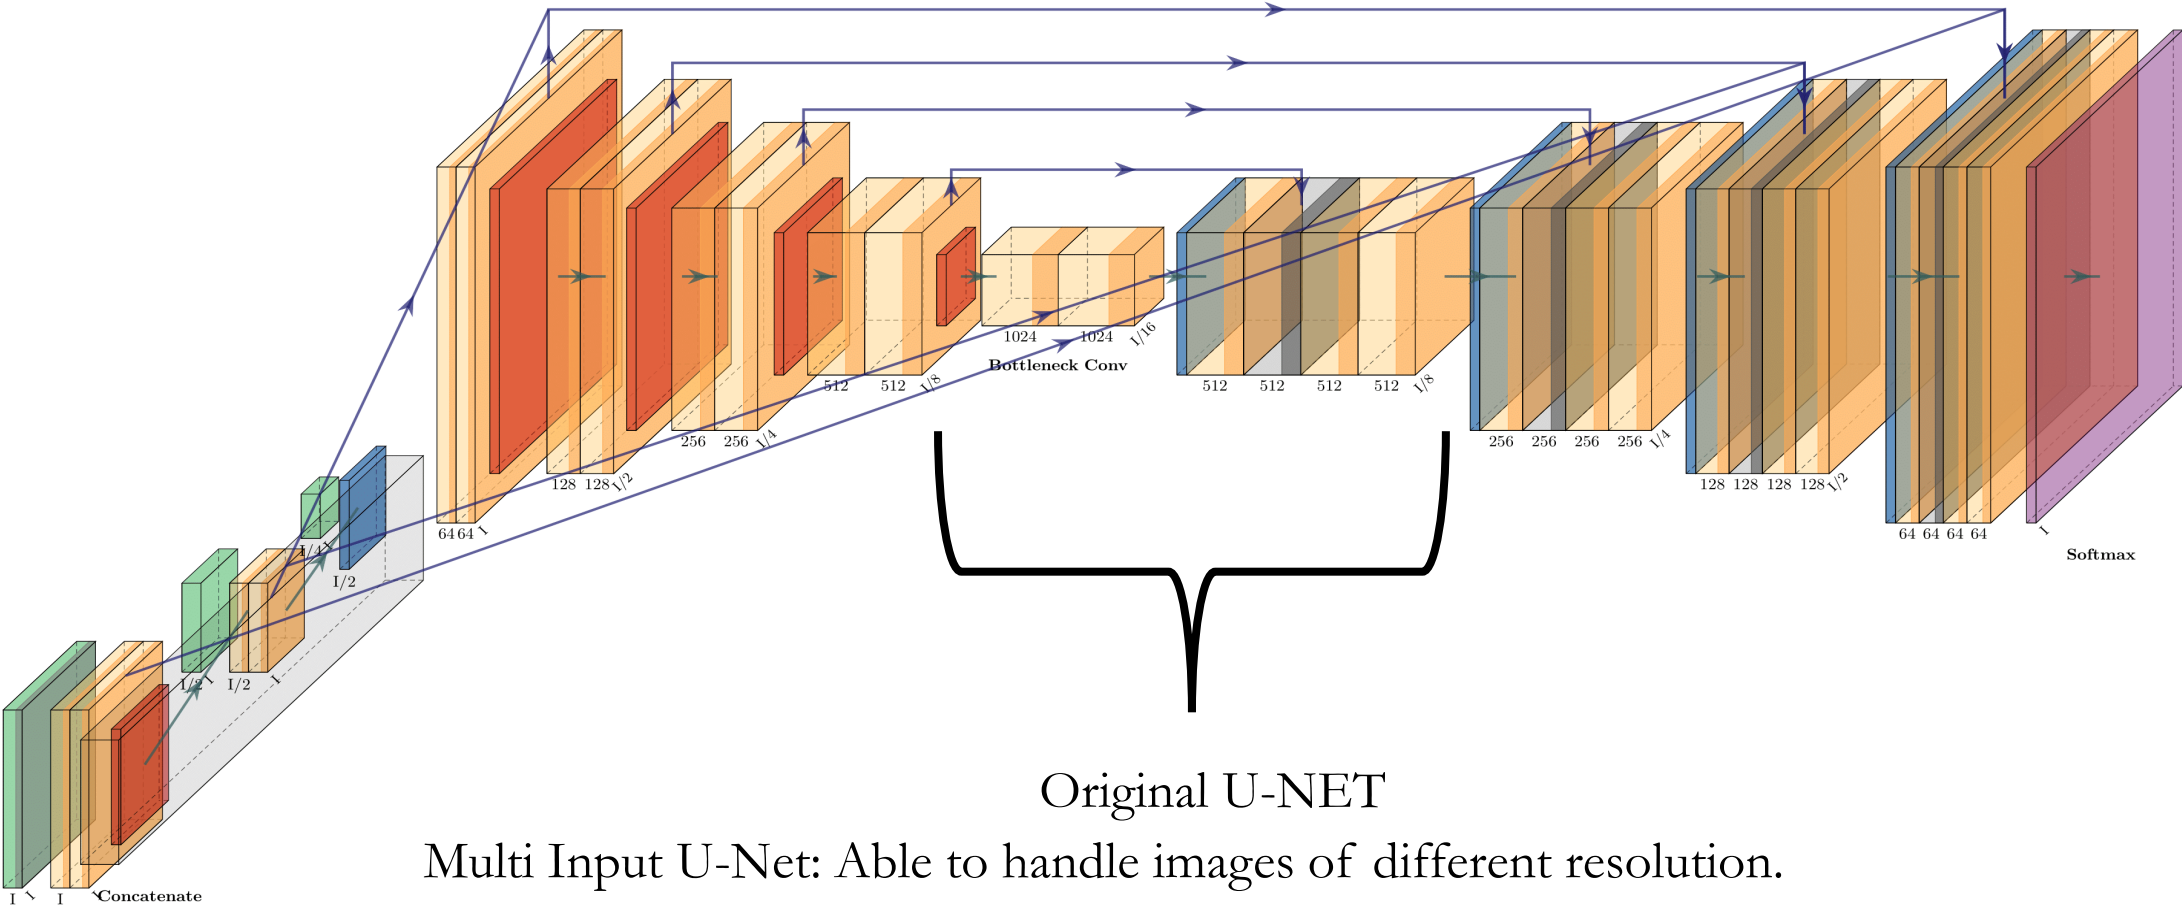 1024 1024 I/16
Bottleneck Conv
512 512 I/8
512 512 512 512 I/8
256 256 I/4
256 256 256 256 I/4
128 128 I/2
128 128 128 128 I/2
64 64 I
64 64 64 64 I
Softmax
I/4 I
I/2
I/2 I I/2 I
I I I I
Concatenate
Original U-NET
Multi Input U-Net: Able to handle images of different resolution.